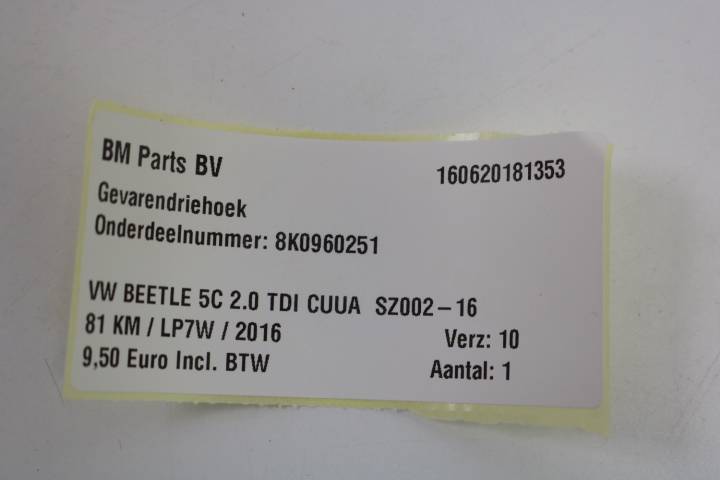 BM Parts BV 160620181353
Gevarendriehoek
Onderdeelnummer: 8K0960251
VW BEETLE 5C 2.0 TDI CUUA SZ002-16
81 KM / LP7W / 2016 Verz: 10
9,50 Euro Incl. BTW Aantal: 1